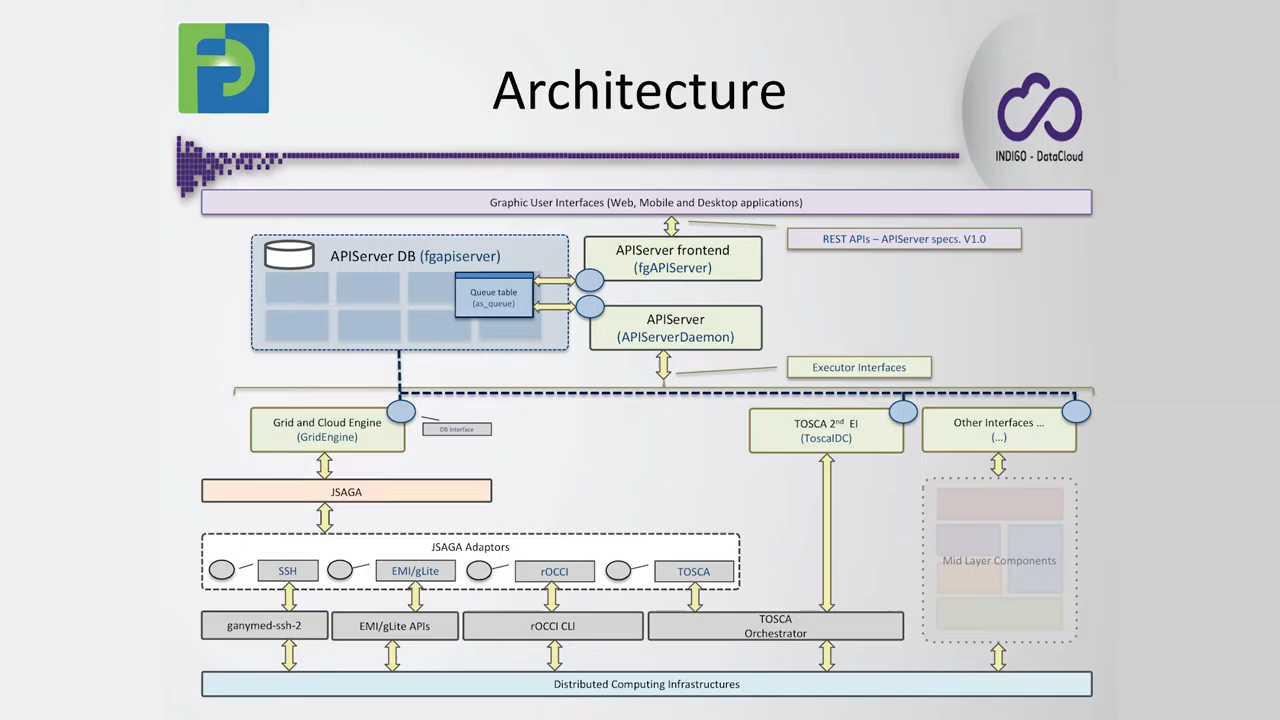 Architecture
INDIGO - DataCloud
Graphic User Interfaces (Web, Mobile and Desktop applications)
REST APIs – APIServer specs. V1.0
APIServer DB (fgapiserver)
APIServer frontend
(fgAPIServer)
Queue table
(as_queue)
APIServer
(APIServerDaemon)
Executor Interfaces
Grid and Cloud Engine
(GridEngine)
DB Interface
TOSCA 2nd EI
(ToscaIDC)
Other Interfaces ...
(...)
JSAGA
JSAGA Adaptors
SSH
EMI/gLite
rOCCI
TOSCA
Mid Layer Components
ganymed-ssh-2
EMI/gLite APIs
rOCCI CLI
TOSCA
Orchestrator
Distributed Computing Infrastructures